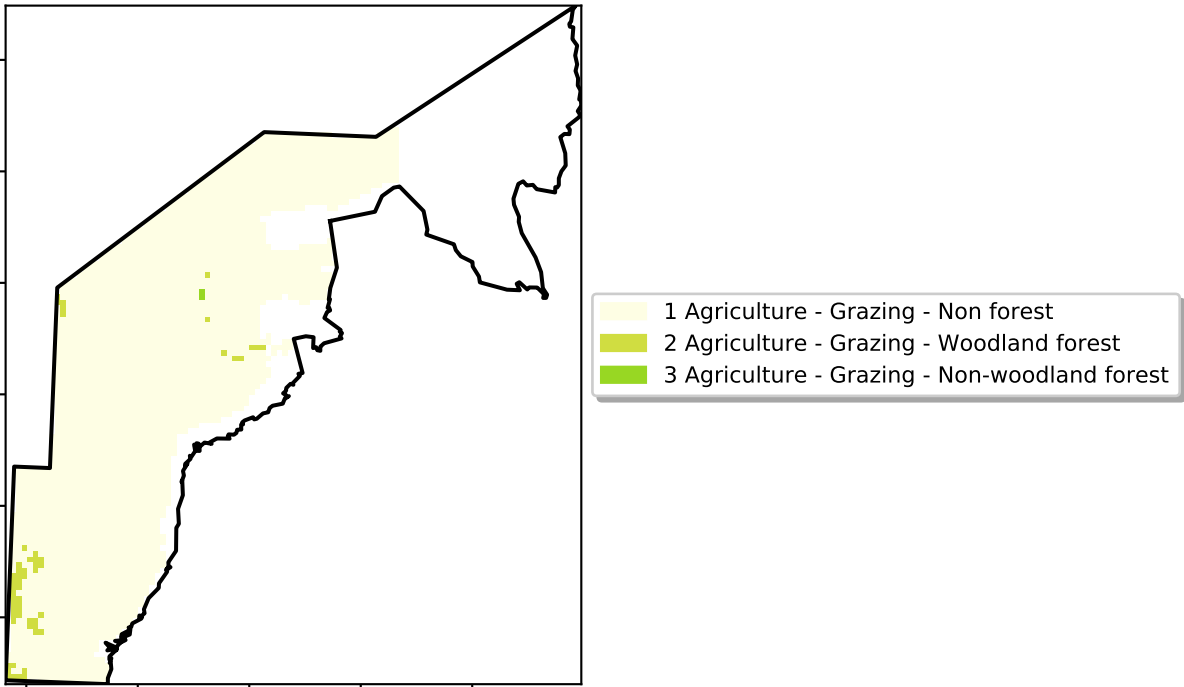 1 Agriculture - Grazing - Non forest
2 Agriculture - Grazing - Woodland forest
3 Agriculture - Grazing - Non-woodland forest